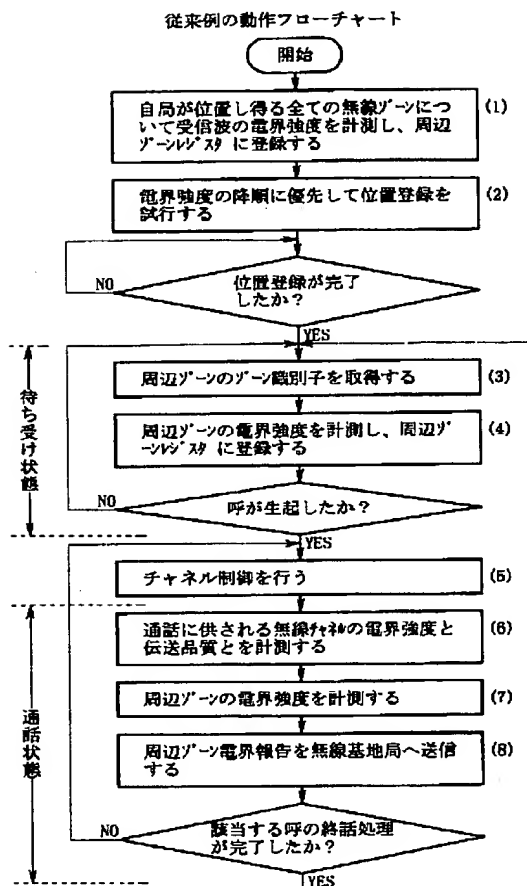 従来例の動作フローチャート
開始
自局が位置し得る全ての無線ゾーンにつ
いて受信波の電界強度を計測し、周辺
ゾーンレジスタ に登録する
(1)
電界強度の降順に優先して位置登録を
試行する
(2)
位置登録が完了
したか?
NO
YES
待ち受け状態
周辺ゾーンのゾーン識別子を取得する
(3)
周辺ゾーンの電界強度を計測し、周辺ゾ
ーンレジスタ に登録する
(4)
呼が生起したか?
NO
YES
チャネル制御を行う
(5)
通話状態
通話に供される無線チャネルの電界強度と
伝送品質とを計測する
(6)
周辺ゾーンの電界強度を計測する
(7)
周辺ゾーン電界報告を無線基地局へ送信
する
(8)
該当する呼の終話処理
が完了したか?
NO
YES